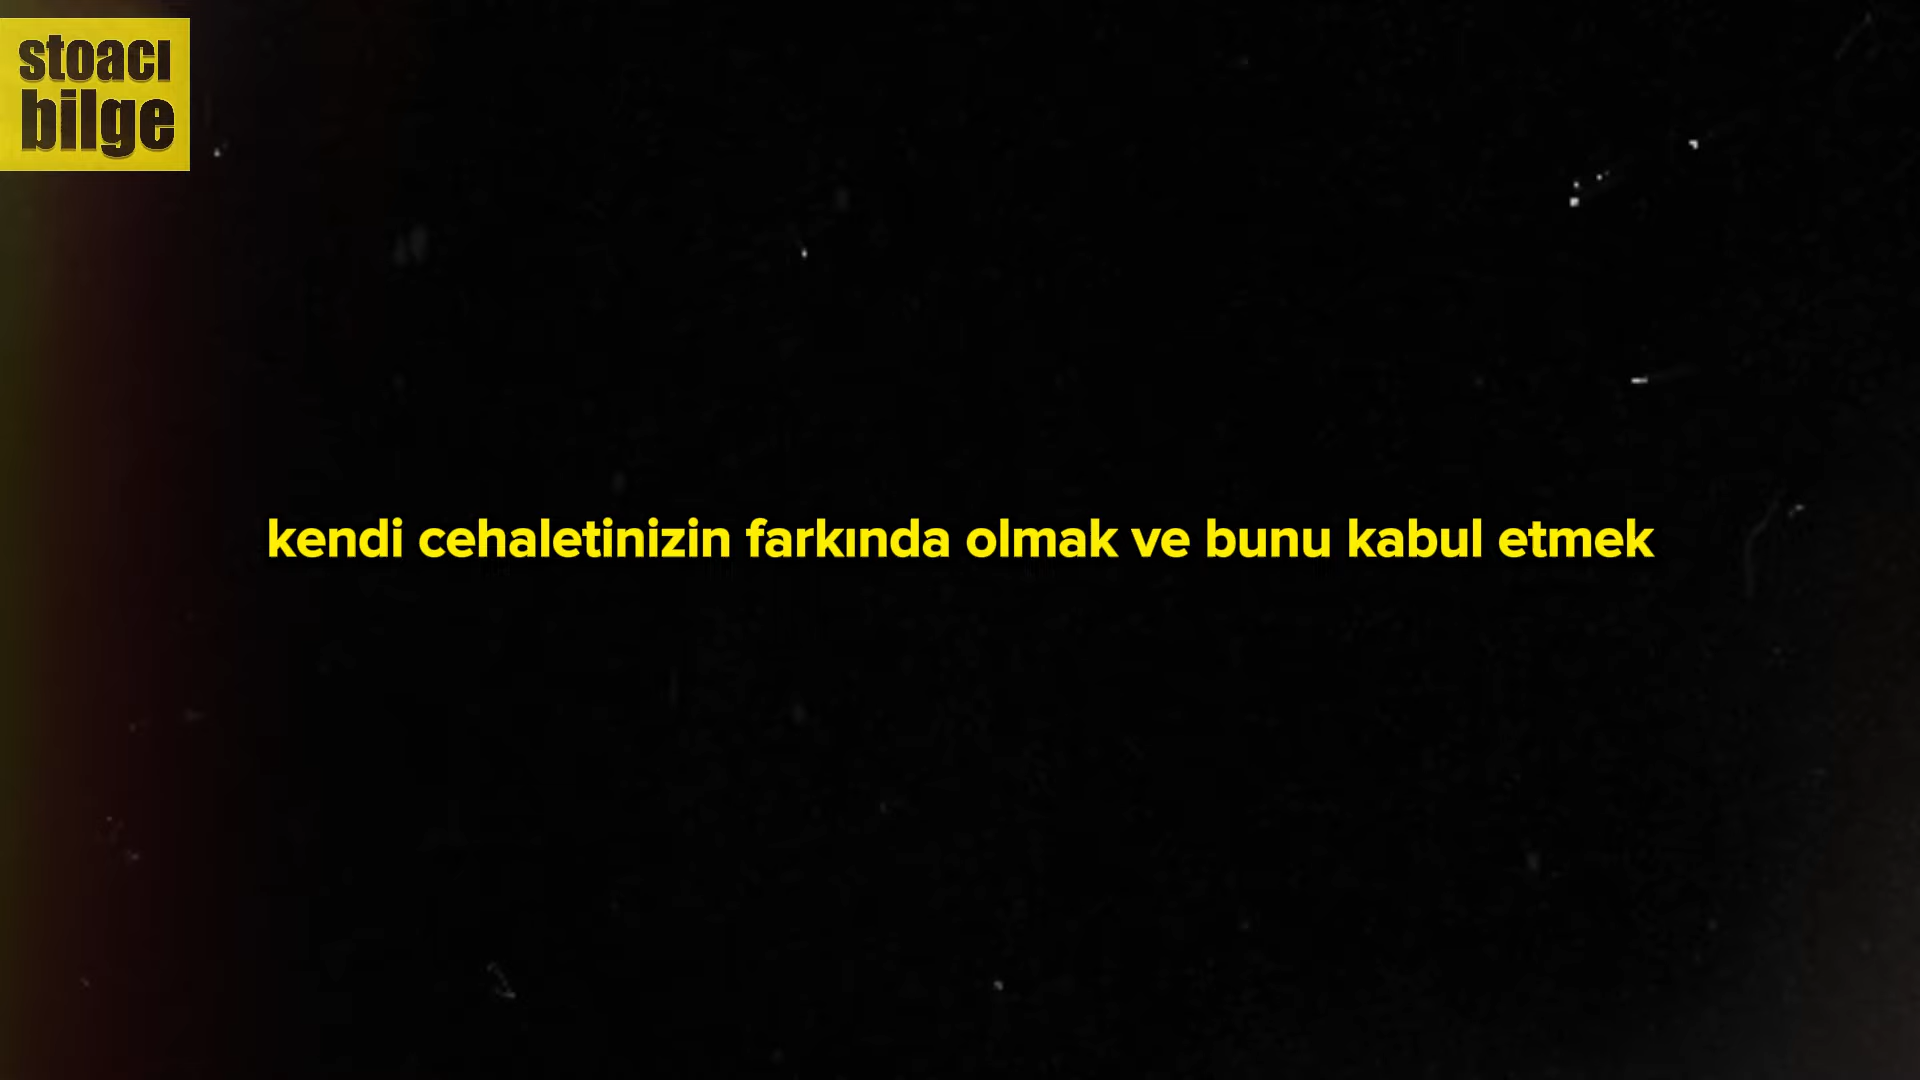 stoacı
bilge
kendi cehaletinizin farkında olmak ve bunu kabul etmek